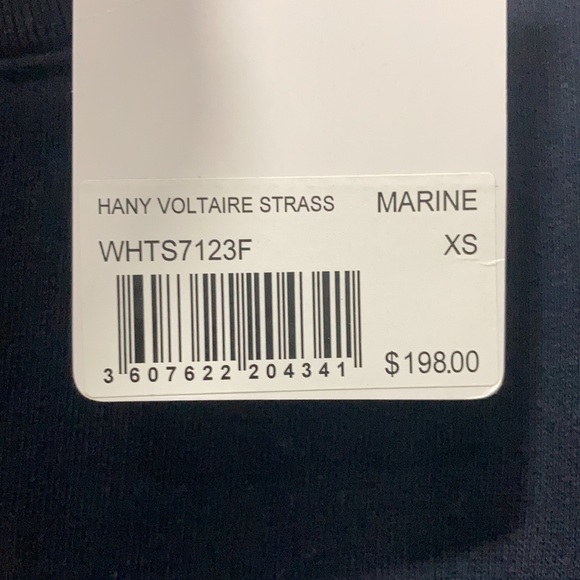 HANY VOLTAIRE STRASS MARINE
WHTS7123F XS
3 607622 204341 $198.00